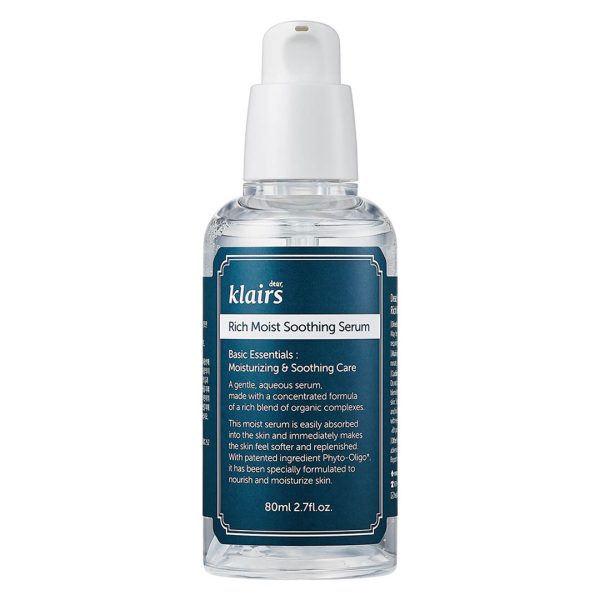 dear,
klairs
Rich Moist Soothing Serum
Basic Essentials :
Moisturizing & Soothing Care
A gentle, aqueous serum,
made with a concentrated formula
of a rich blend of organic complexes.
This moist serum is easily absorbed
into the skin and immediately makes
the skin feel softer and replenished.
With patented ingredient Phyto-Oligo*,
it has been specially formulated to
nourish and moisturize skin.
80ml 2.7fl.oz.